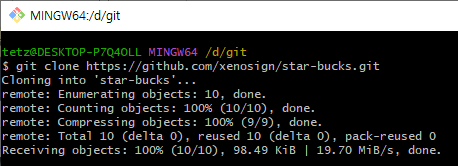 MINGW64:/d/git
tetz@DESKTOP-P7Q4OLL MINGW64 /d/git
$ git clone https://github.com/xenosign/star-bucks.git
Cloning into 'star-bucks'...
remote: Enumerating objects: 10, done.
remote: Counting objects: 100% (10/10), done.
remote: Compressing objects: 100% (9/9), done.
remote: Total 10 (delta 0), reused 10 (delta 0), pack-reused 0
Receiving objects: 100% (10/10), 98.49 KiB | 19.70 MiB/s, done.